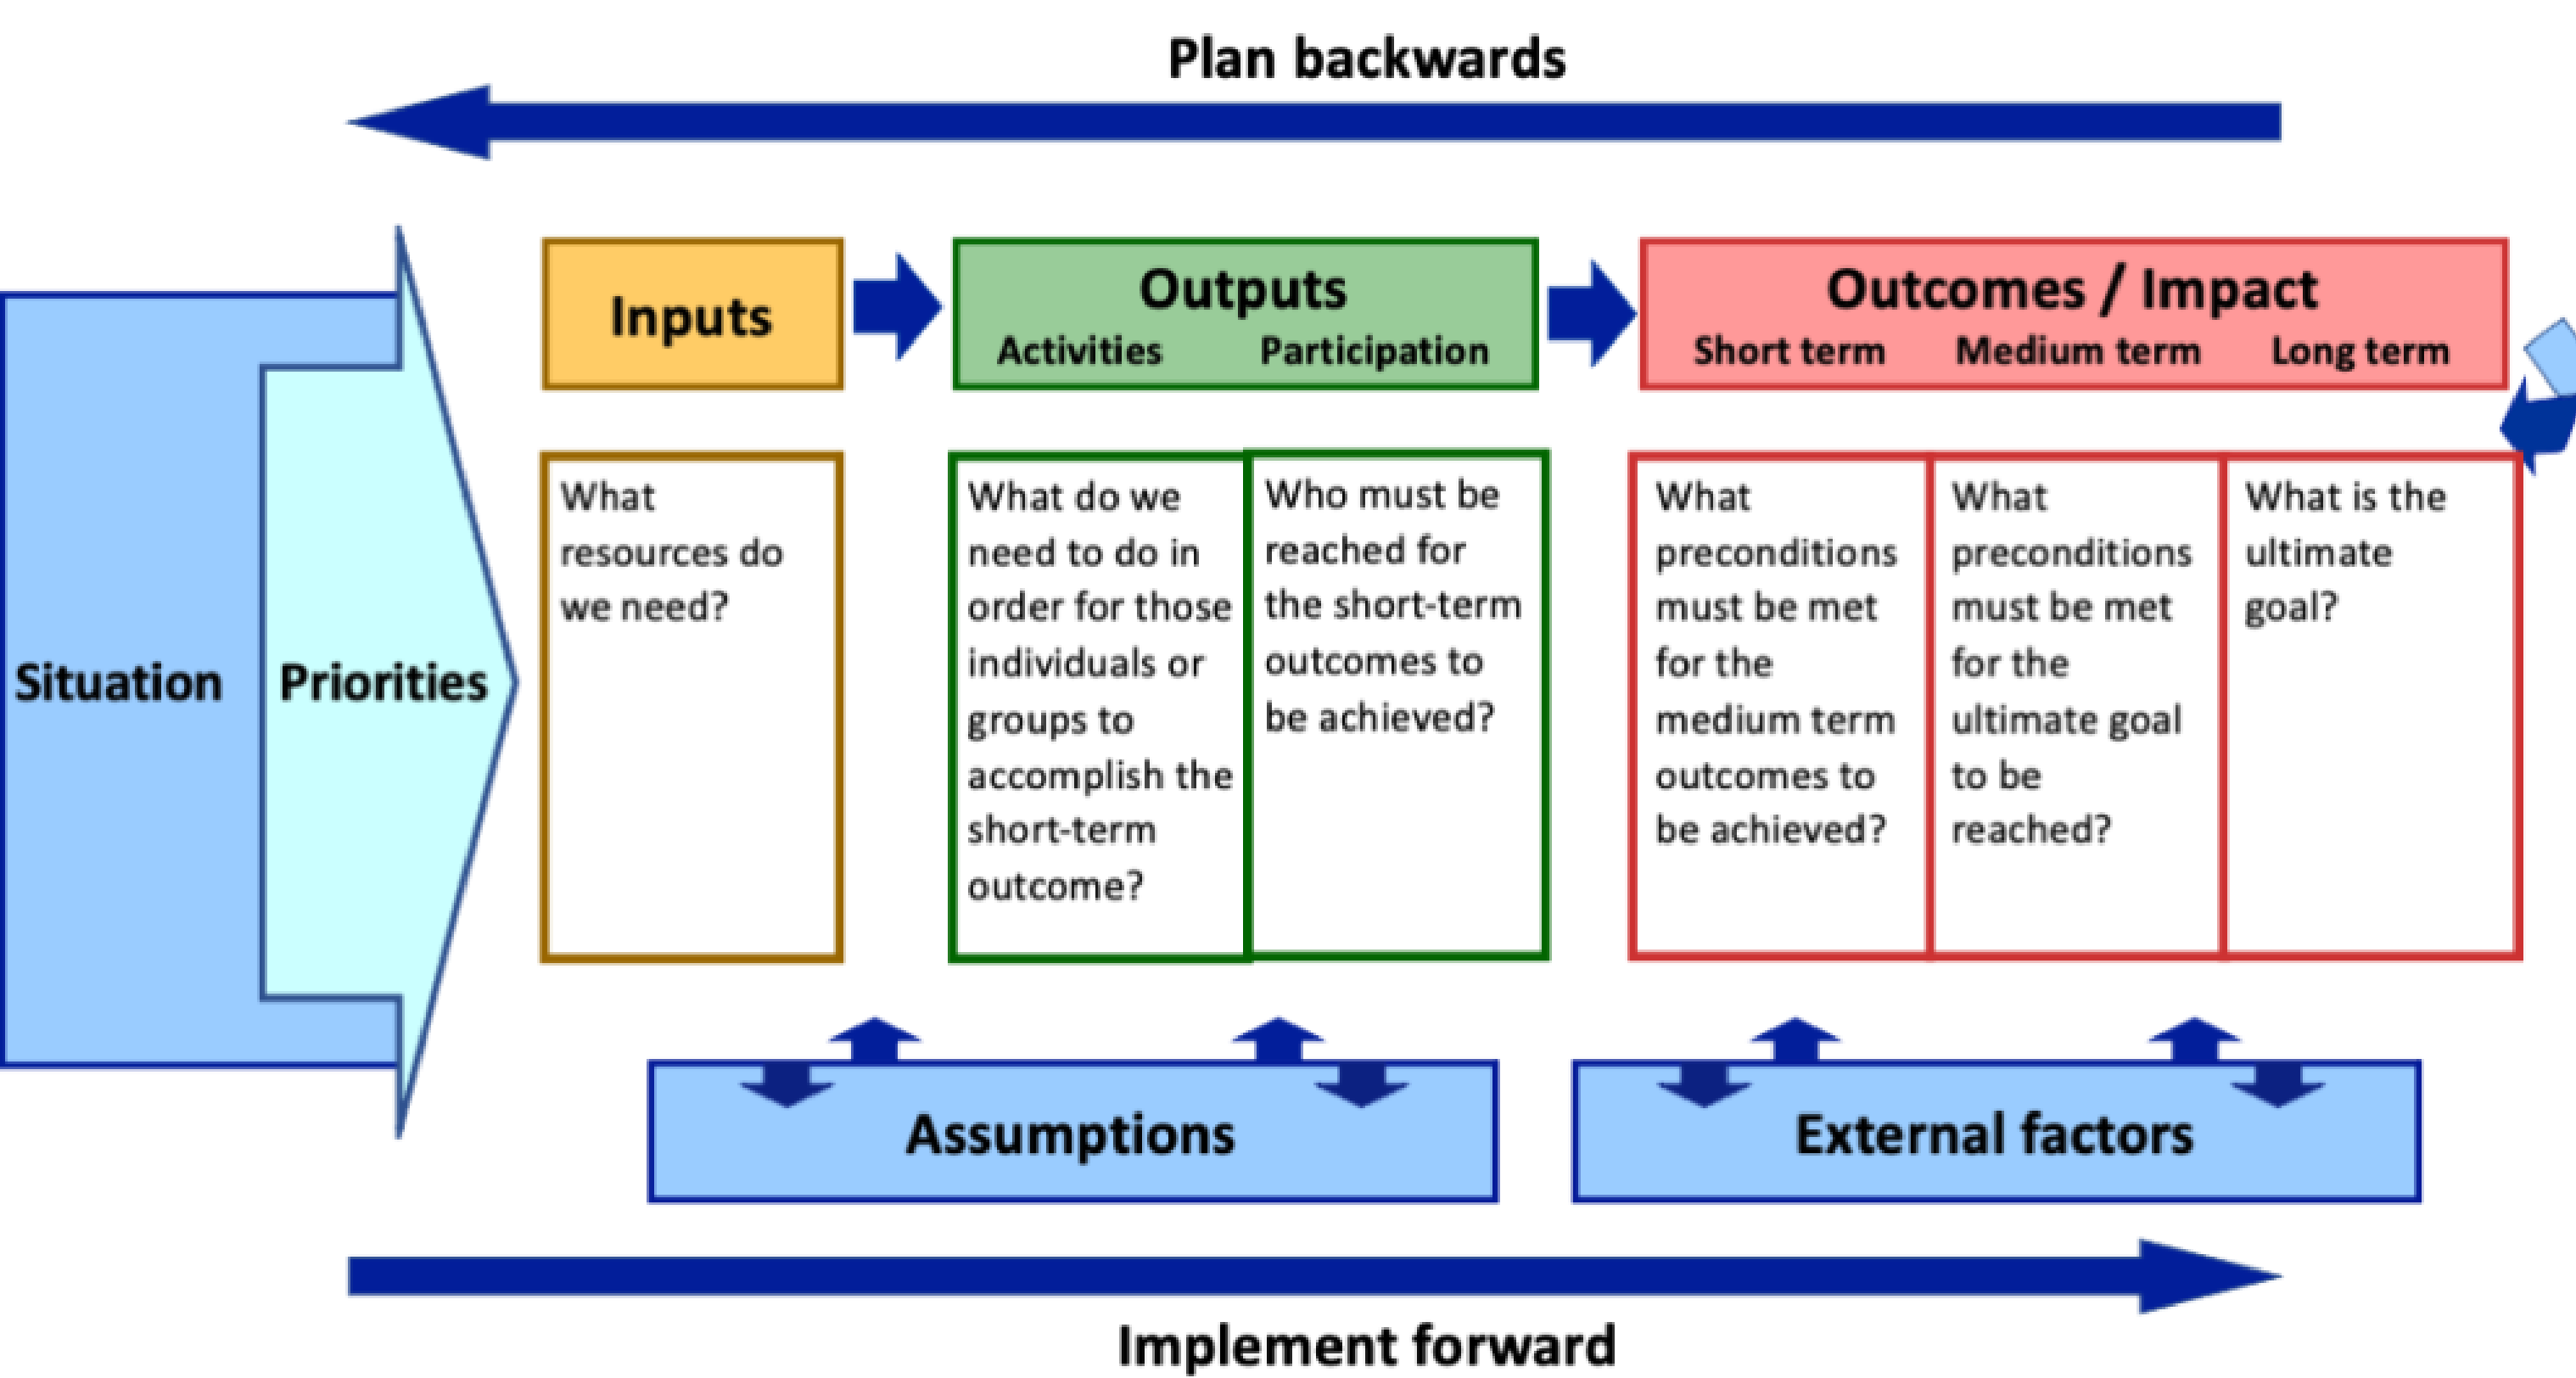 Plan backwards
Inputs
Outputs
Activities Participation
Outcomes / Impact
Short term Medium term Long term
Situation
Priorities
What
resources do
we need?
What do we
need to do in
order for those
individuals or
groups to
accomplish the
short-term
outcome?
Who must be
reached for
the short-term
outcomes to
be achieved?
What
preconditions
must be met
for the
medium term
outcomes to
be achieved?
What
preconditions
must be met
for the
ultimate goal
to be
reached?
What is the
ultimate
goal?
Assumptions
External factors
Implement forward